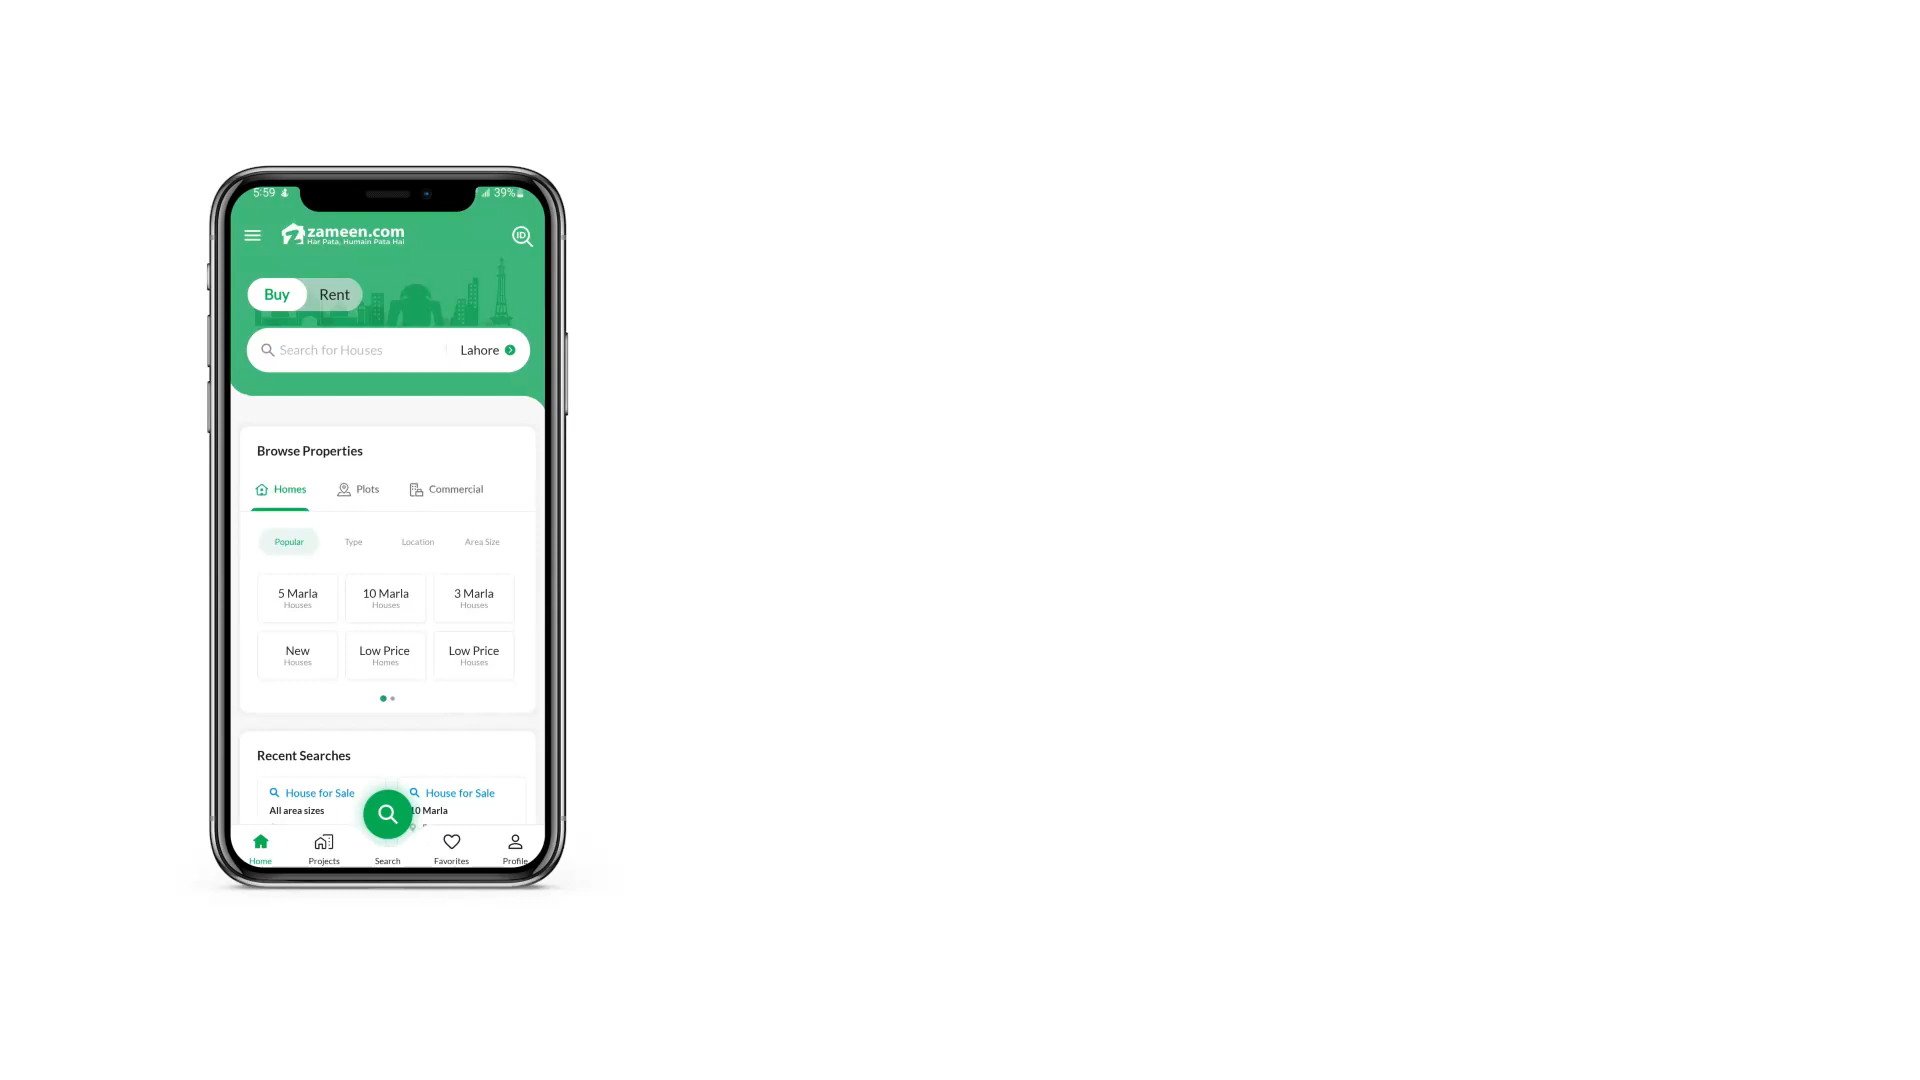 5:59
39%
zameen.com
Har Pata, Humain Pata Hai
ID
Buy Rent
Search for Houses Lahore
Browse Properties
Homes Plots Commercial
Popular Type Location Area Size
5 Marla 10 Marla 3 Marla
Houses Houses Houses
New Low Price Low Price
Houses Homes Houses
Recent Searches
House for Sale House for Sale
All area sizes 10 Marla
Home Projects Search Favorites Profile